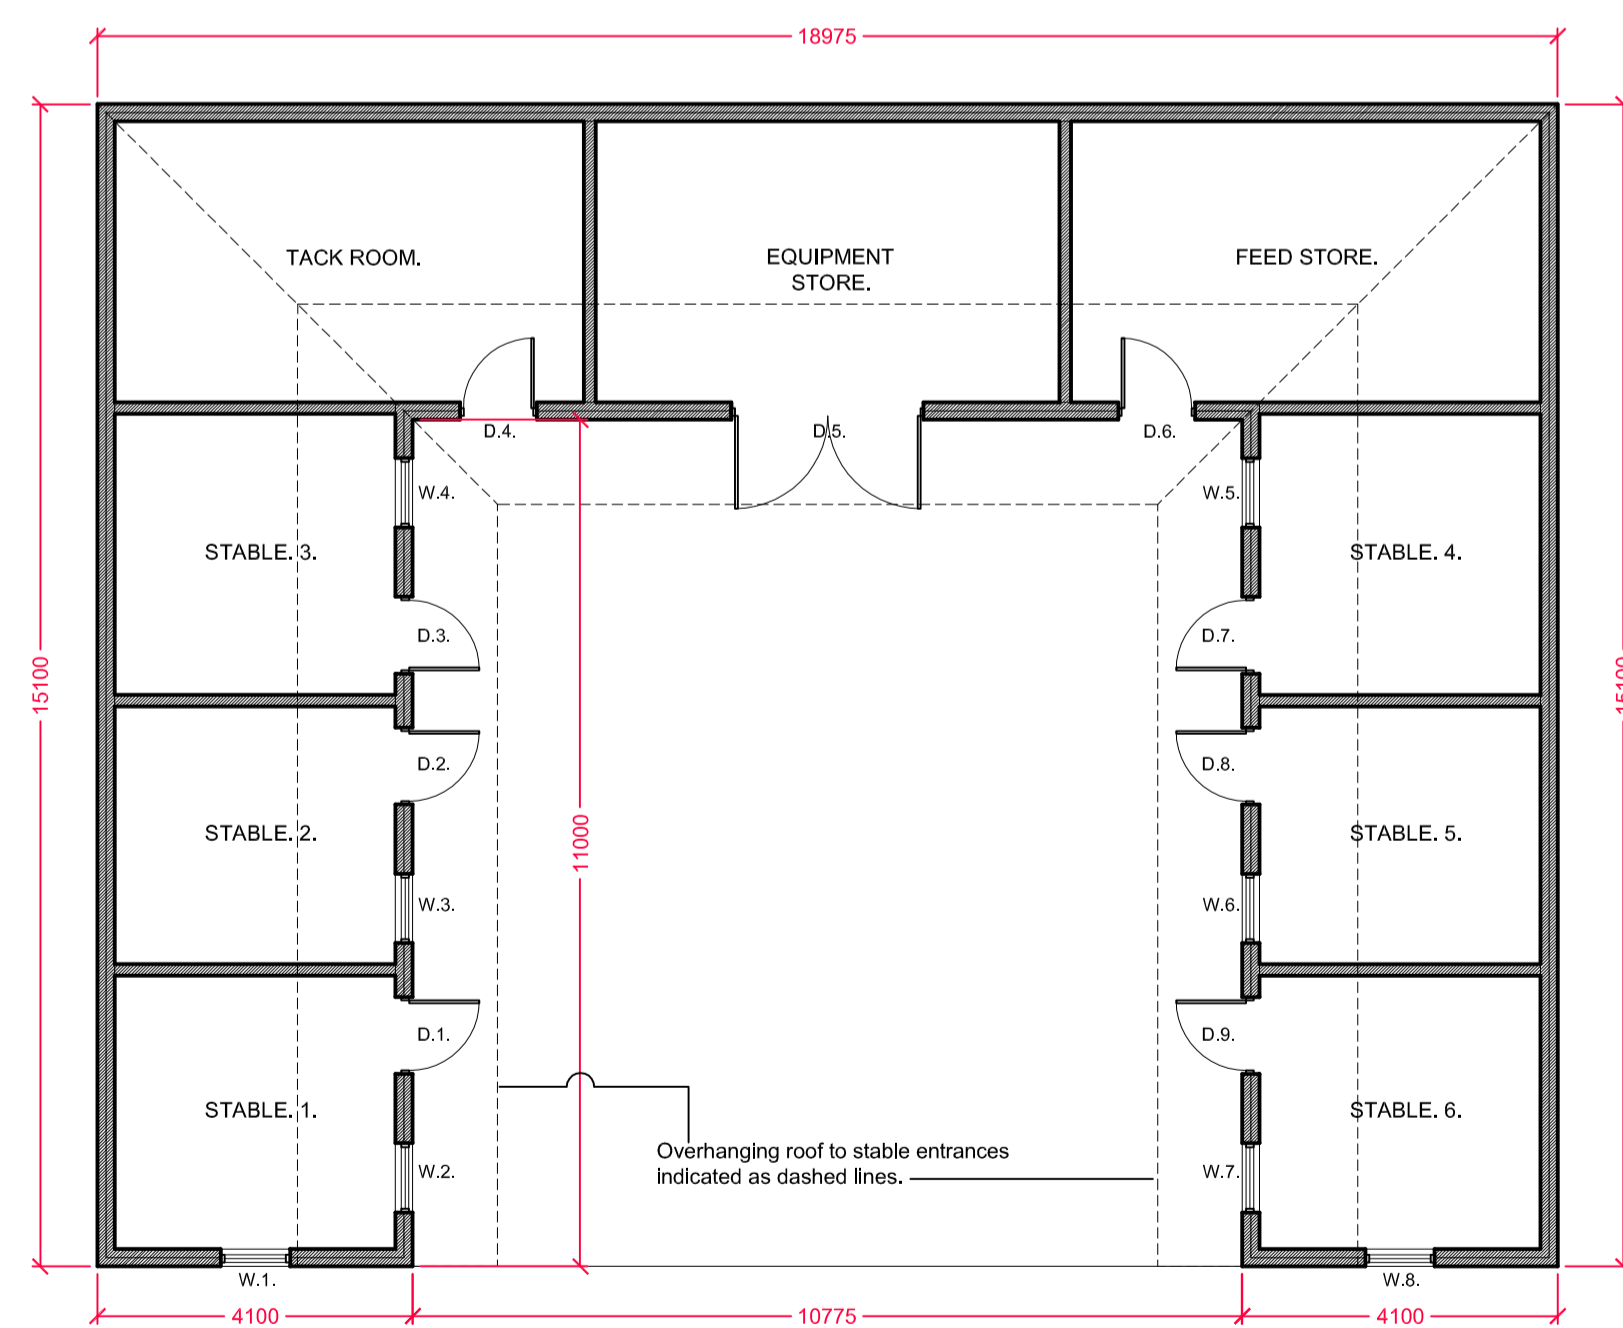 18975
TACK ROOM.
EQUIPMENT
STORE.
FEED STORE.
D.4.
D.5.
D.6.
W.4.
W.5.
STABLE. 3.
STABLE. 4.
D.3.
D.7.
15100
15100
D.2.
D.8.
STABLE. 2.
11000
STABLE. 5.
W.3.
W.6.
D.1.
D.9.
STABLE. 1.
STABLE. 6.
Overhanging roof to stable entrances
indicated as dashed lines.
W.2.
W.7.
W.1.
W.8.
4100
10775
4100